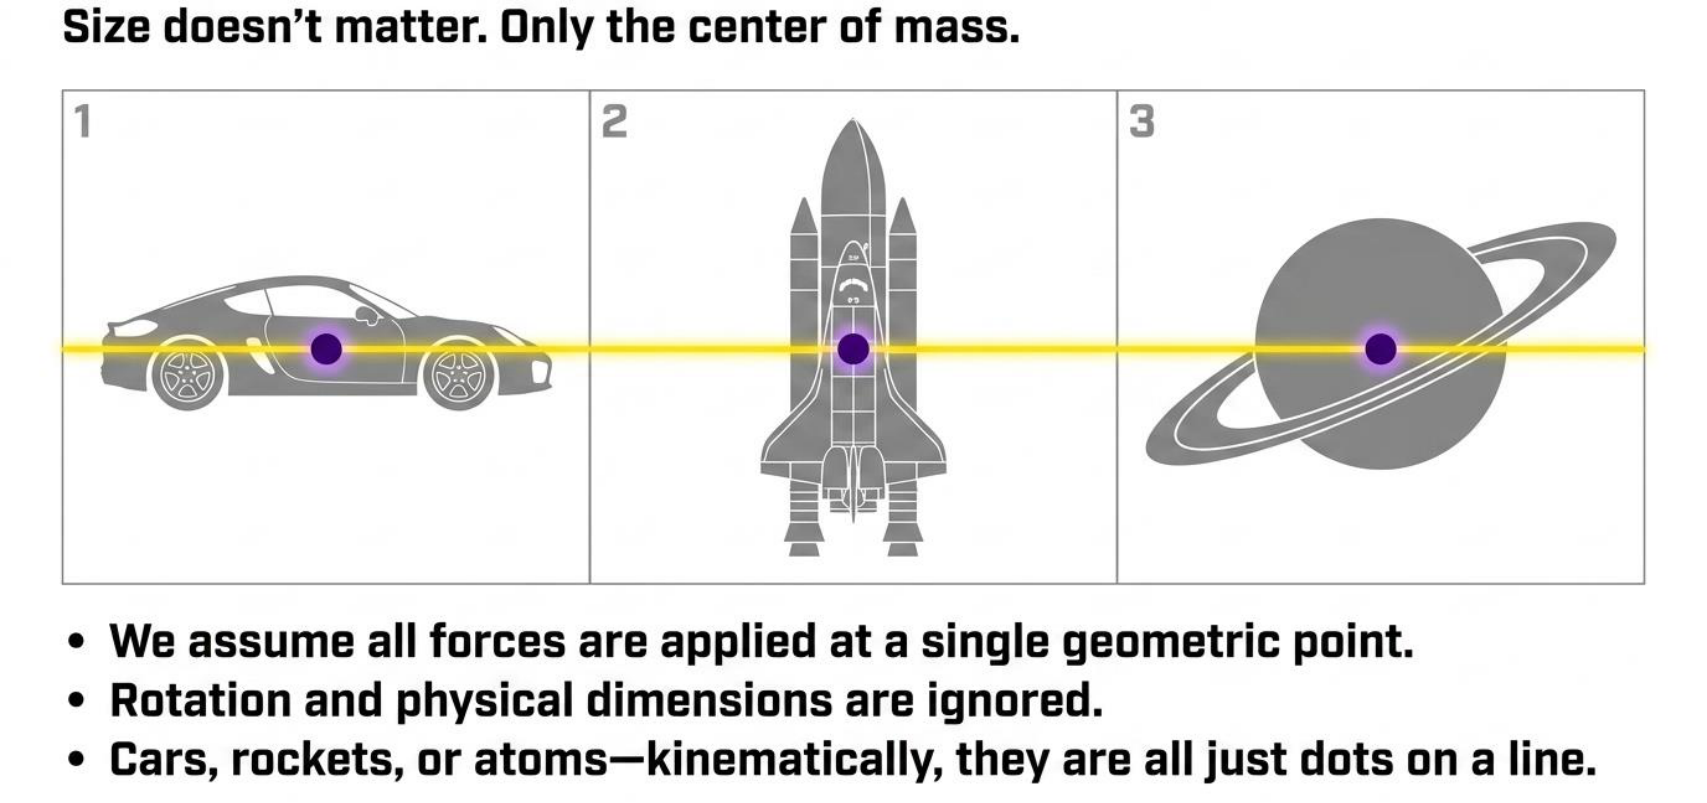 Size doesn’t matter. Only the center of mass.
1
2
3
• We assume all forces are applied at a single geometric point.
• Rotation and physical dimensions are ignored.
• Cars, rockets, or atoms—kinematically, they are all just dots on a line.